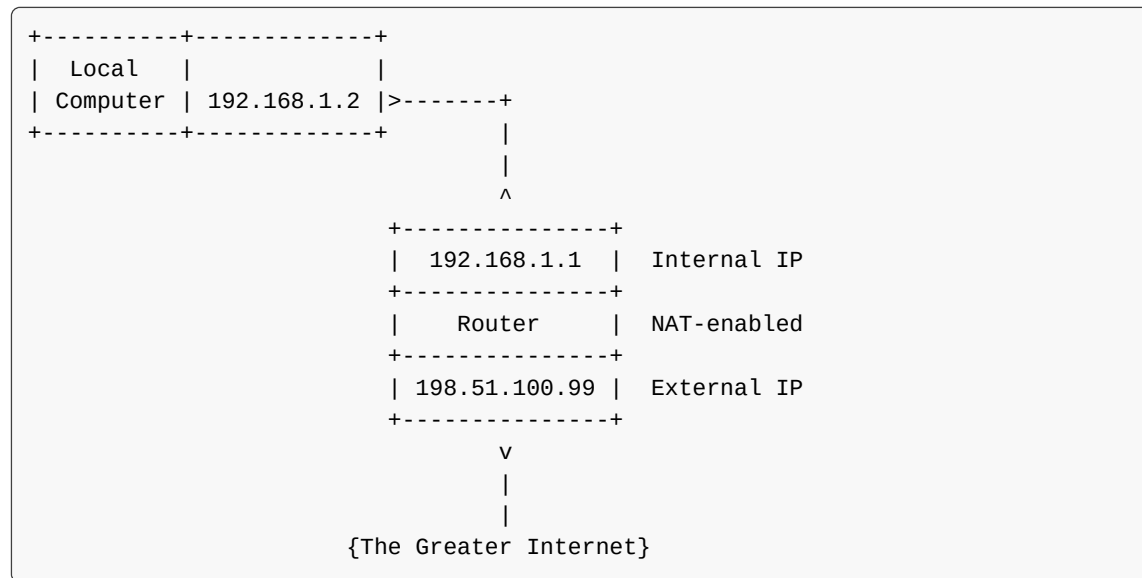 +----------+-------------+
|  Local   |             |
| Computer | 192.168.1.2 |>-------+
+----------+-------------+        |
                                  |
                                  ^
                          +---------------+
                          |  192.168.1.1  |  Internal IP
                          +---------------+
                          |    Router     |  NAT-enabled
                          +---------------+
                          | 198.51.100.99 |  External IP
                          +---------------+
                                  v
                                  |
                                  |
                       {The Greater Internet}